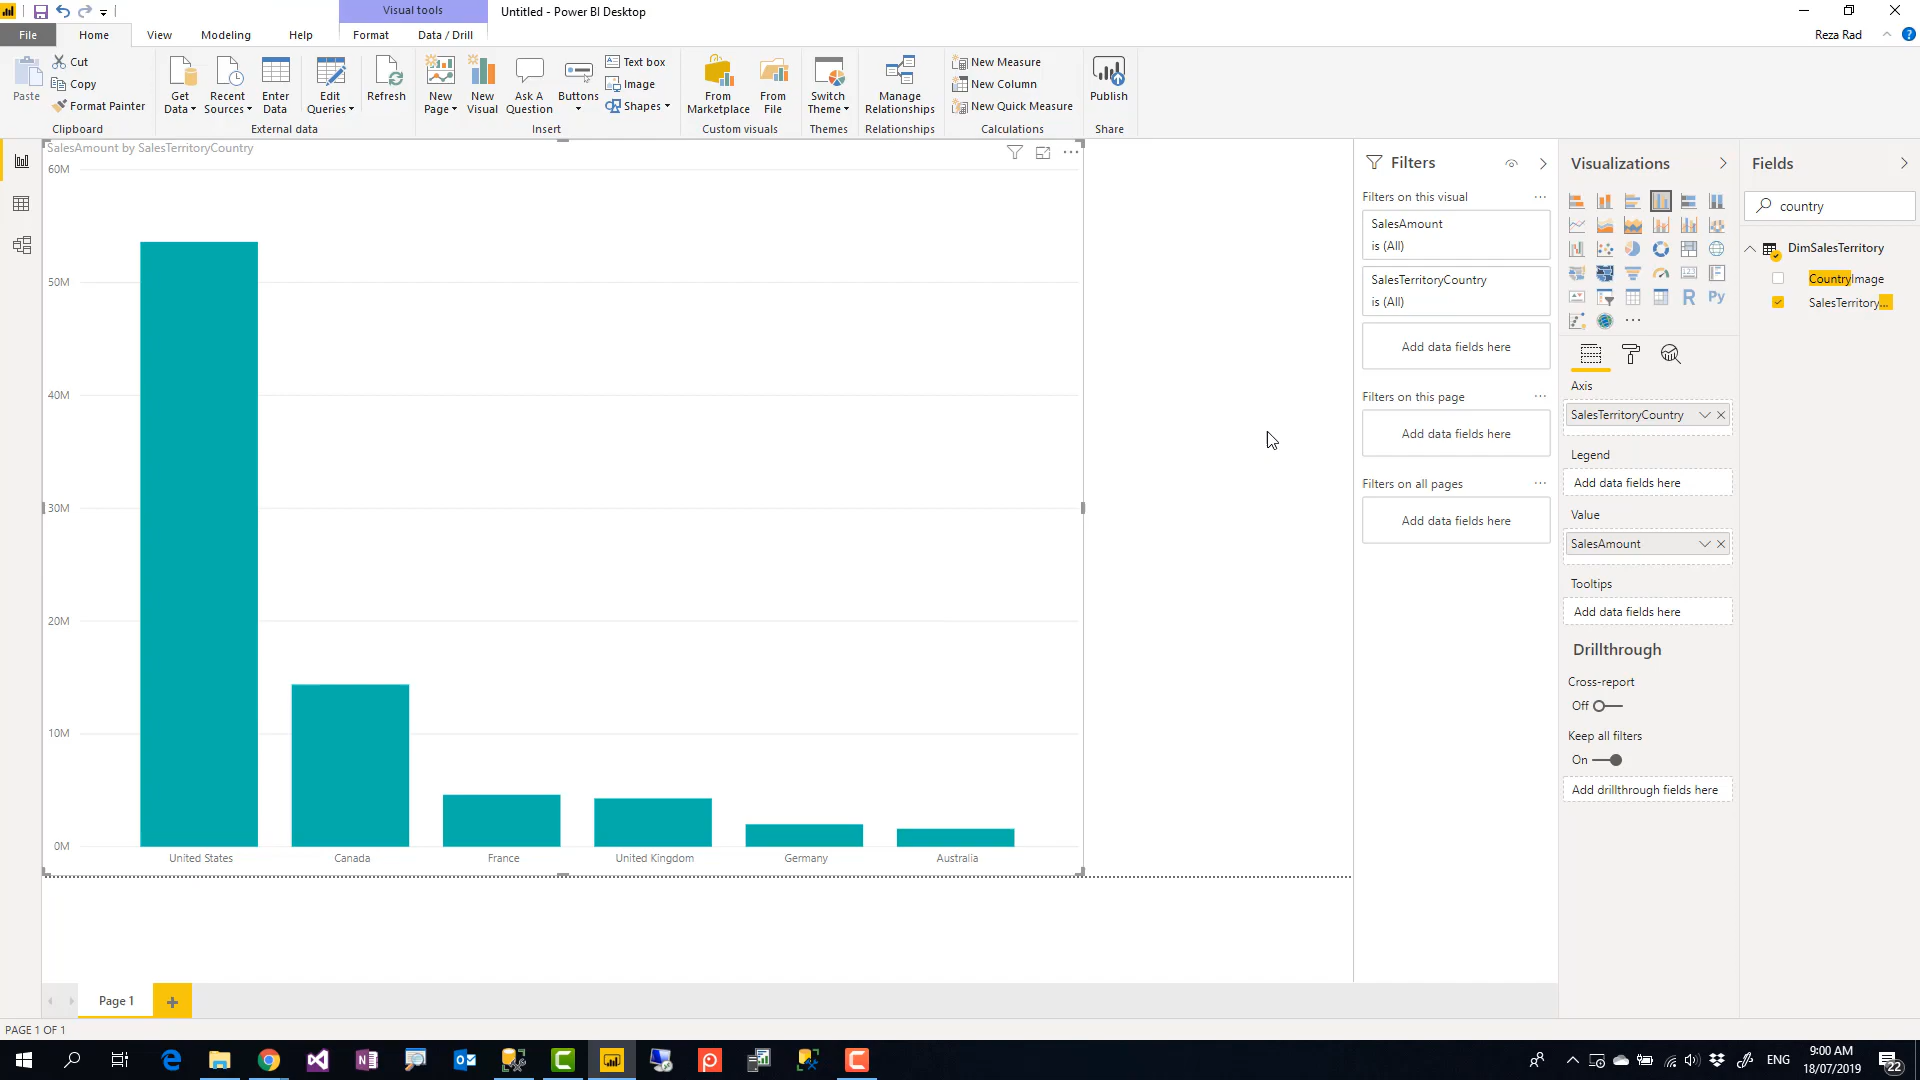 Visual tools
Untitled - Power BI Desktop
File
Home
View
Modeling
Help
Format
Data / Drill
Reza Rad
Paste
Cut
Copy
Format Painter
Clipboard
Get Data
Recent Sources
Enter Data
Edit Queries
Refresh
External data
New Page
New Visual
Ask A Question
Buttons
Text box
Image
Shapes
Insert
From Marketplace
From File
Custom visuals
Switch Theme
Themes
Manage Relationships
Relationships
New Measure
New Column
New Quick Measure
Calculations
Publish
Share
SalesAmount by SalesTerritoryCountry
60M
50M
40M
30M
20M
10M
0M
United States
Canada
France
United Kingdom
Germany
Australia
Filters
Filters on this visual
SalesAmount
is (All)
SalesTerritoryCountry
is (All)
Add data fields here
Filters on this page
Add data fields here
Filters on all pages
Add data fields here
Visualizations
R
Py
Axis
SalesTerritoryCountry
Legend
Add data fields here
Value
SalesAmount
Tooltips
Add data fields here
Drillthrough
Cross-report
Off
Keep all filters
On
Add drillthrough fields here
Fields
country
DimSalesTerritory
CountryImage
SalesTerritory...
Page 1
PAGE 1 OF 1
ENG
9:00 AM
18/07/2019
22